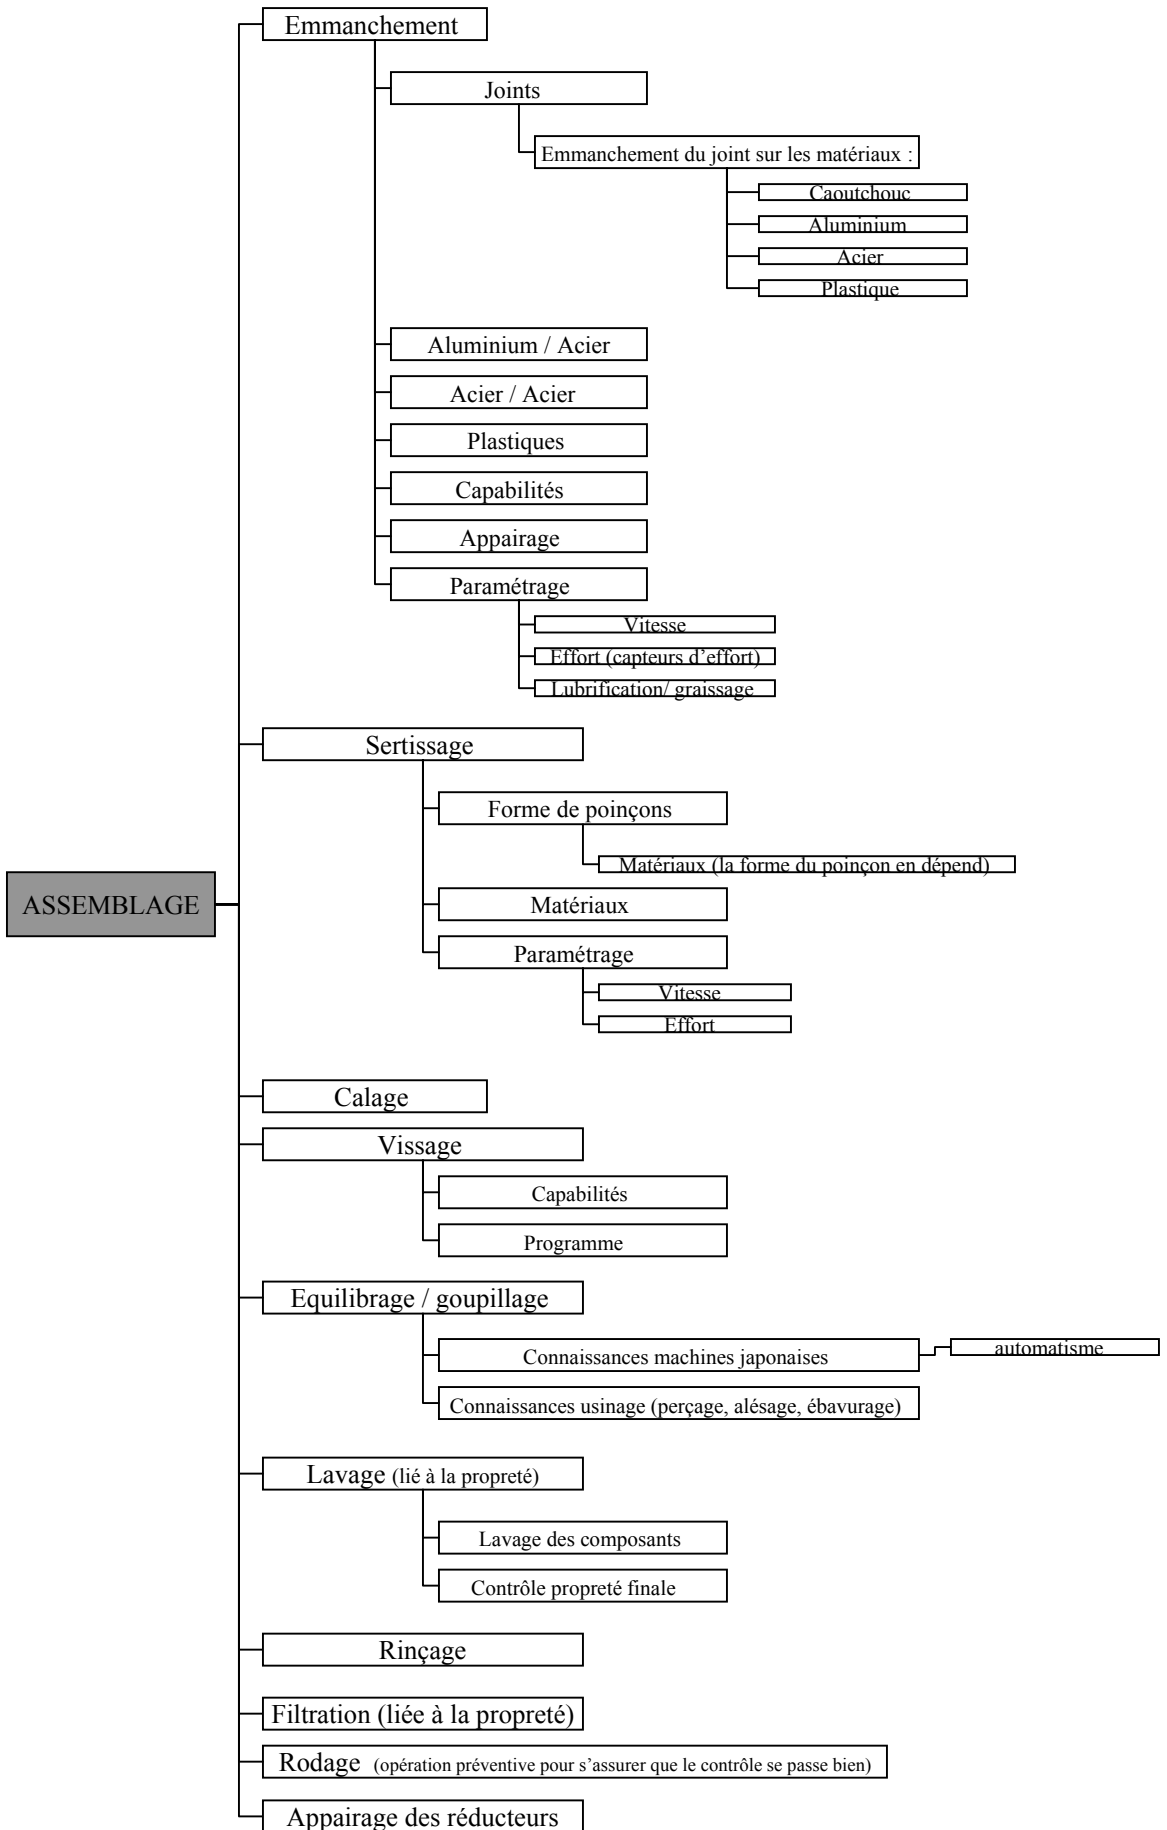 Emmanchement
Joints
Emmanchement du joint sur les matériaux :
Caoutchouc
Aluminium
Acier
Plastique
Aluminium / Acier
Acier / Acier
Plastiques
Capabilités
Appairage
Paramétrage
Vitesse
Effort (capteurs d’effort)
Lubrification/ graissage
Sertissage
Forme de poinçons
Matériaux (la forme du poinçon en dépend)
ASSEMBLAGE
Matériaux
Paramétrage
Vitesse
Effort
Calage
Vissage
Capabilités
Programme
Equilibrage / goupillage
Connaissances machines japonaises
automatisme
Connaissances usinage (perçage, alésage, ébavurage)
Lavage (lié à la propreté)
Lavage des composants
Contrôle propreté finale
Rinçage
Filtration (liée à la propreté)
Rodage (opération préventive pour s’assurer que le contrôle se passe bien)
Appairage des réducteurs